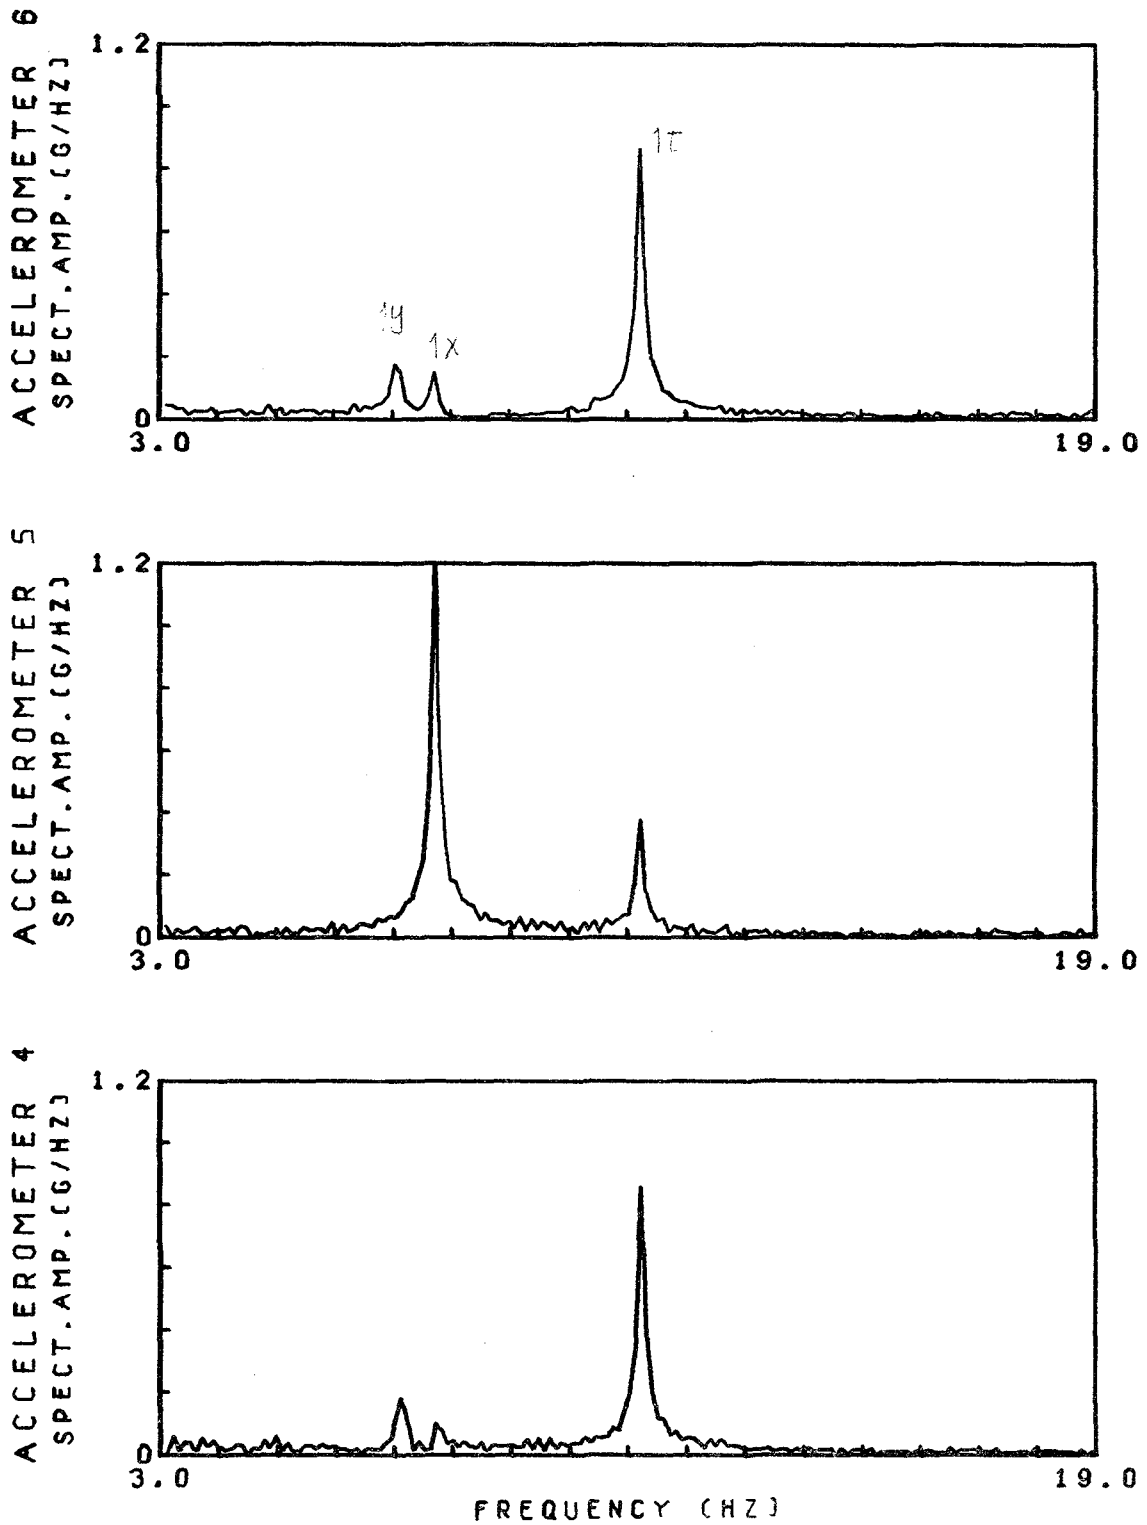 ACCELEROMETER 6
SPECT.AMP.(G/HZ)
1.2
1τ
1y
1x
0
3.0
19.0
ACCELEROMETER 5
SPECT.AMP.(G/HZ)
1.2
0
3.0
19.0
ACCELEROMETER 4
SPECT.AMP.(G/HZ)
1.2
0
3.0
19.0
FREQUENCY (HZ)